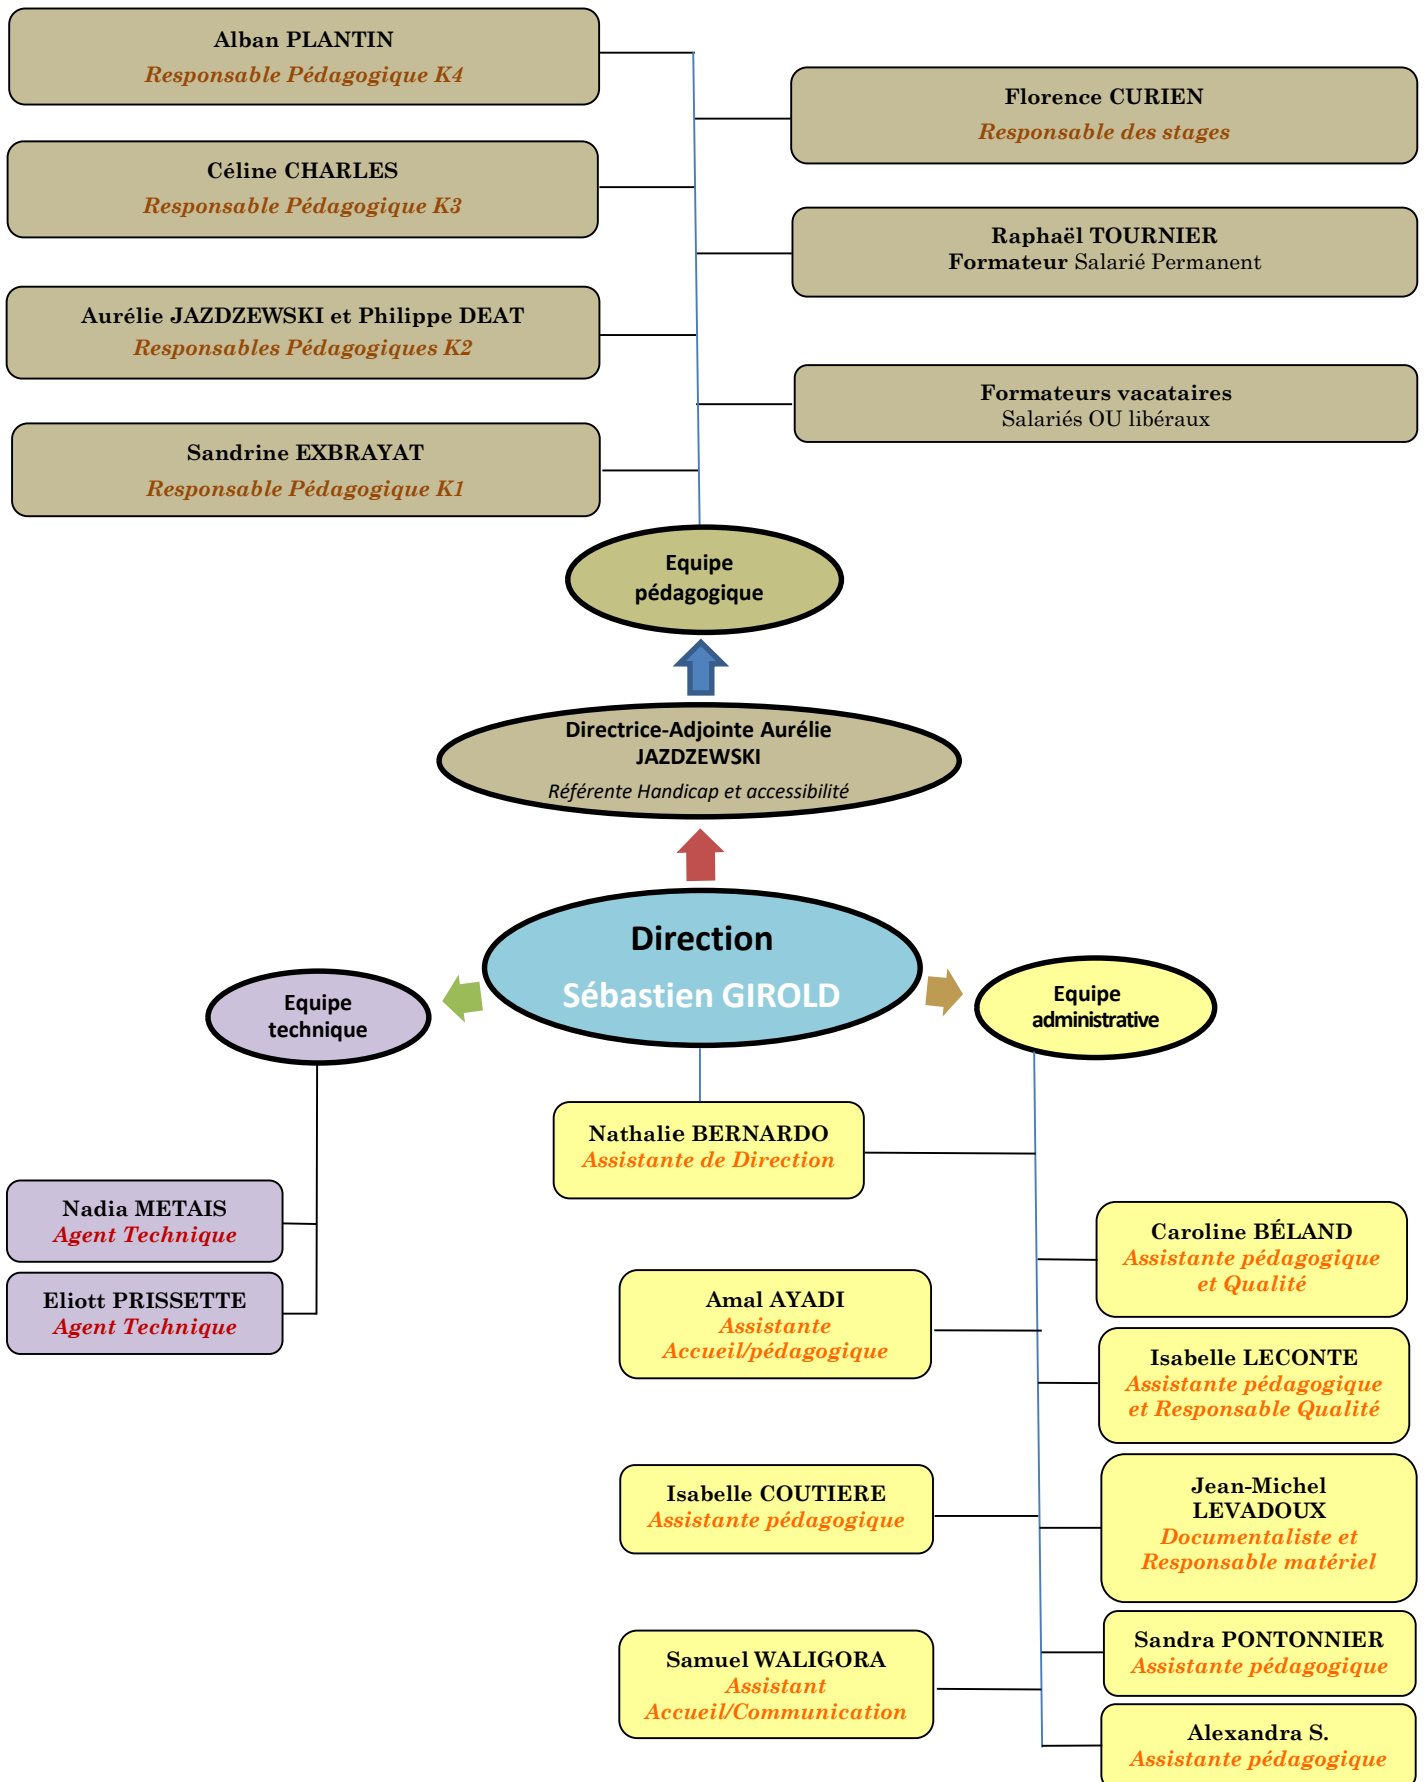 Alban PLANTIN
Responsable Pédagogique K4
Florence CURIEN
Responsable des stages
Céline CHARLES
Responsable Pédagogique K3
Raphaël TOURNIER
Formateur Salarié Permanent
Aurélie JAZDZEWSKI et Philippe DEAT
Responsables Pédagogiques K2
Formateurs vacataires
Salariés OU libéraux
Sandrine EXBRAYAT
Responsable Pédagogique K1
Equipe
pédagogique
Directrice-Adjointe Aurélie
JAZDZEWSKI
Référente Handicap et accessibilité
Direction
Sébastien GIROLD
Equipe
technique
Equipe
administrative
Nathalie BERNARDO
Assistante de Direction
Nadia METAIS
Agent Technique
Eliott PRISSETTE
Agent Technique
Caroline BÉLAND
Assistante pédagogique
et Qualité
Amal AYADI
Assistante
Accueil/pédagogique
Isabelle LECONTE
Assistante pédagogique
et Responsable Qualité
Isabelle COUTIERE
Assistante pédagogique
Jean-Michel
LEVADOUX
Documentaliste et
Responsable matériel
Samuel WALIGORA
Assistant
Accueil/Communication
Sandra PONTONNIER
Assistante pédagogique
Alexandra S.
Assistante pédagogique